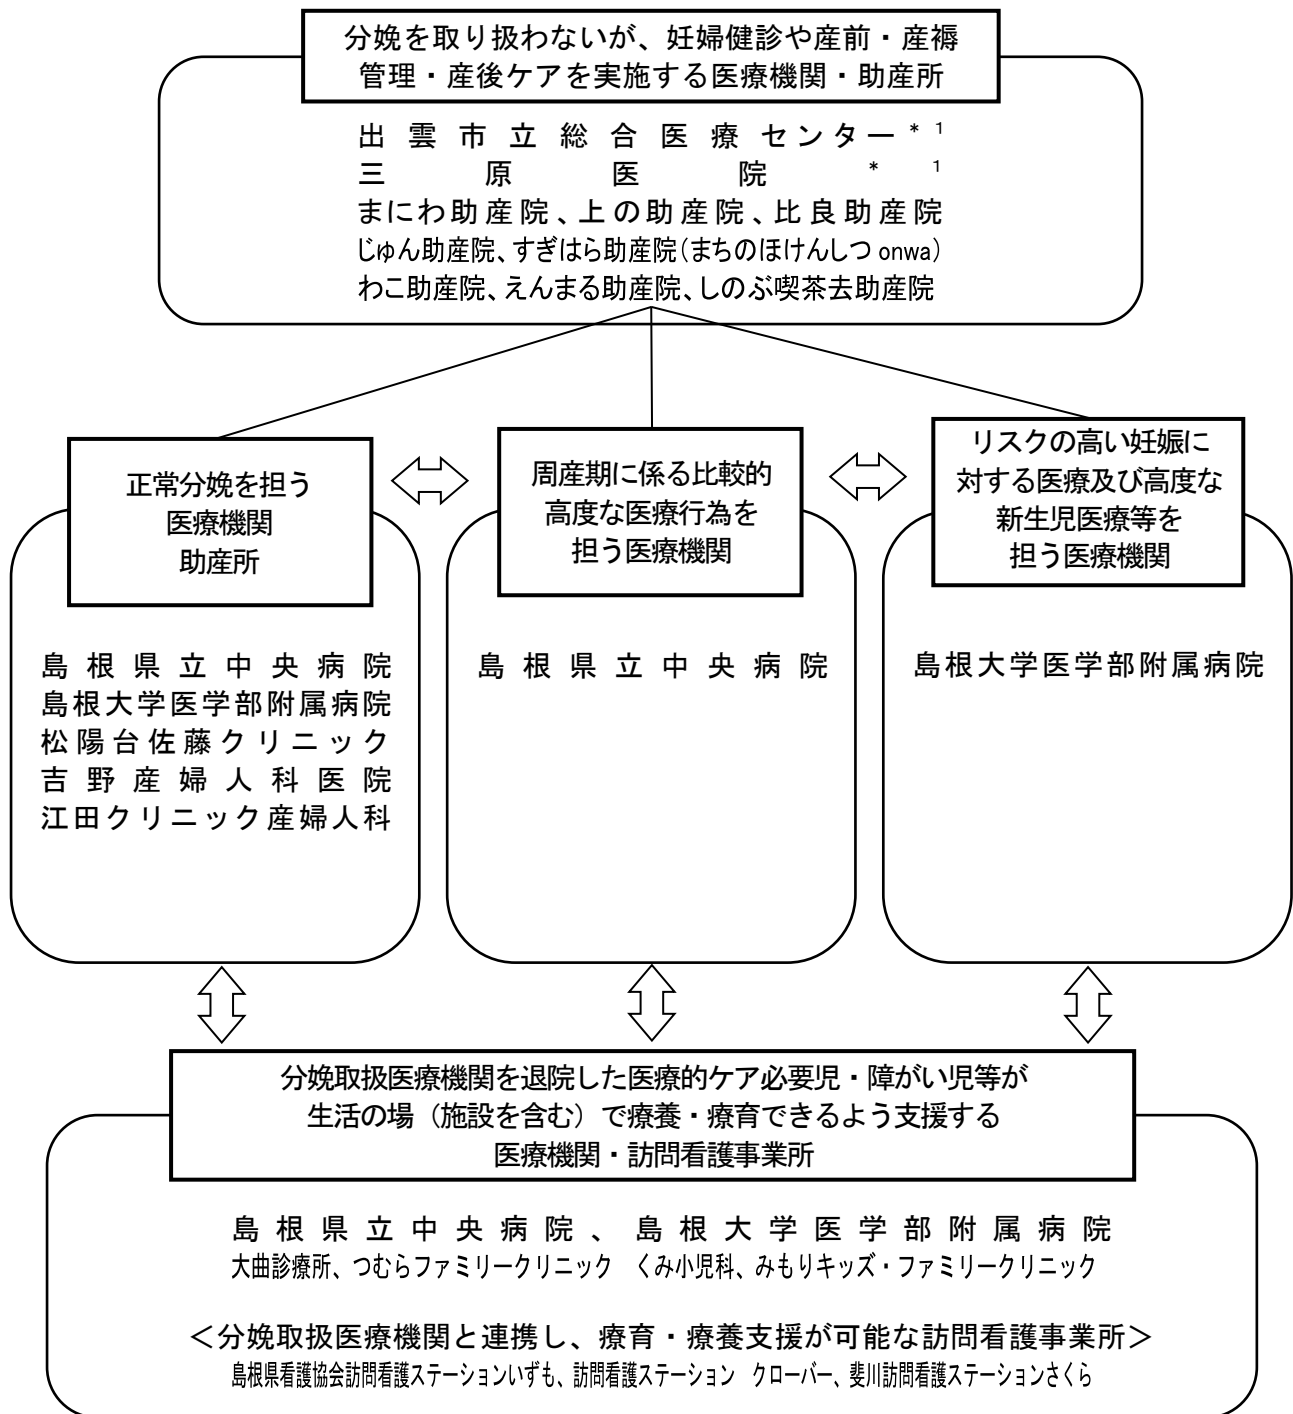 分娩を取り扱わないが、妊婦健診や産前・産褥
管理・産後ケアを実施する医療機関・助産所
出雲市立総合医療センター＊１
三原医院＊１
まにわ助産院、上の助産院、比良助産院
じゅん助産院、すぎはら助産院（まちのほけんしつ onwa）
わこ助産院、えんまる助産院、しのぶ喫茶去助産院
正常分娩を担う
医療機関
助産所
島根県立中央病院
島根大学医学部附属病院
松陽台佐藤クリニック
吉野産婦人科医院
江田クリニック産婦人科
周産期に係る比較的
高度な医療行為を
担う医療機関
島根県立中央病院
リスクの高い妊娠に
対する医療及び高度な
新生児医療等を
担う医療機関
島根大学医学部附属病院
分娩取扱医療機関を退院した医療的ケア必要児・障がい児等が
生活の場（施設を含む）で療養・療育できるよう支援する
医療機関・訪問看護事業所
島根県立中央病院、島根大学医学部附属病院
大曲診療所、つむらファミリークリニック　くみ小児科、みもりキッズ・ファミリークリニック
＜分娩取扱医療機関と連携し、療育・療養支援が可能な訪問看護事業所＞
島根県看護協会訪問看護ステーションいずも、訪問看護ステーション　クローバー、斐川訪問看護ステーションさくら